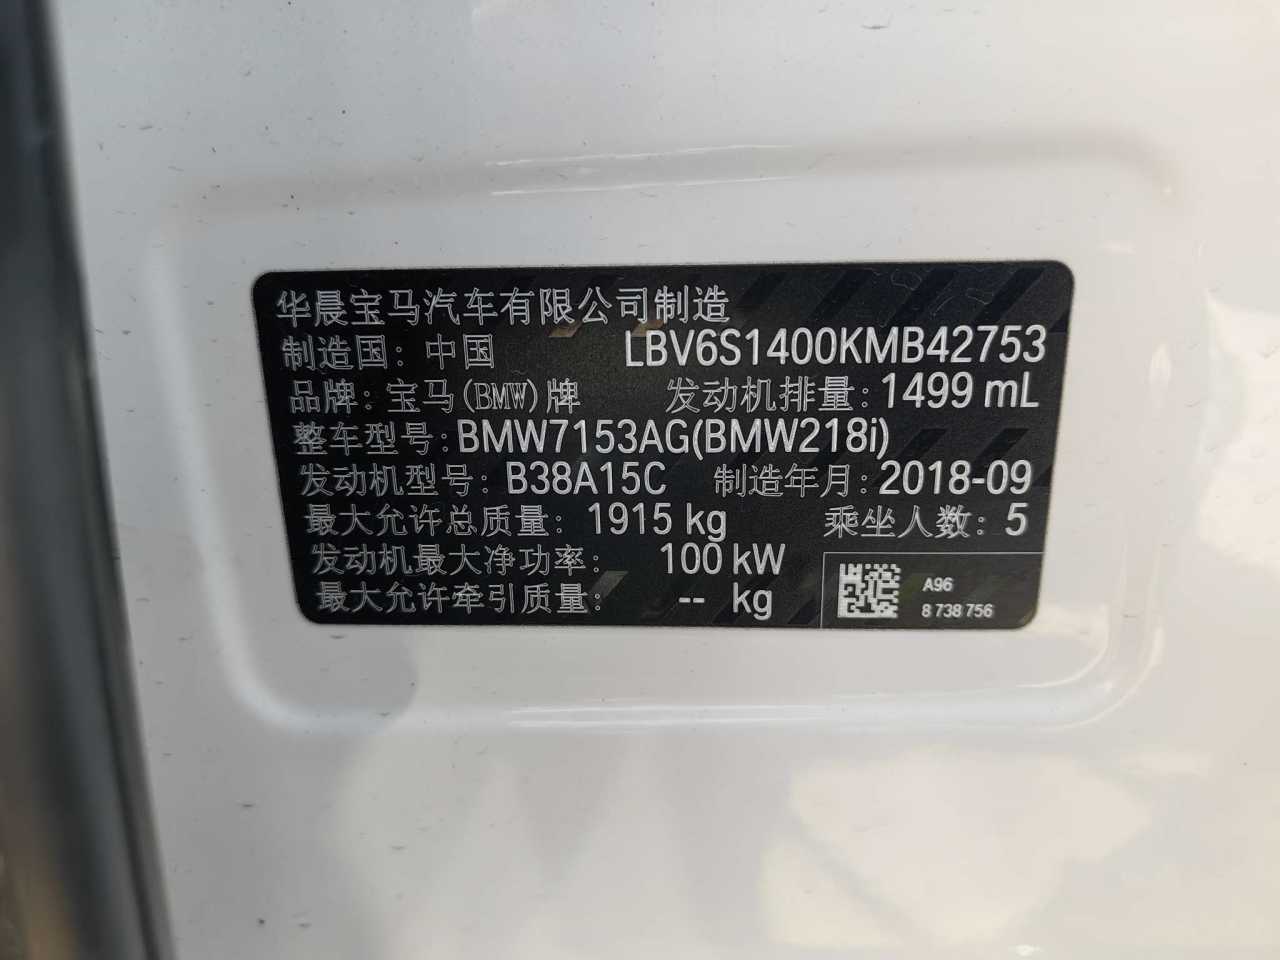 华晨宝马汽车有限公司制造
制造国：中国 LBV6S1400KMB42753
品牌：宝马(BMW)牌 发动机排量：1499 mL
整车型号：BMW7153AG(BMW218i)
发动机型号：B38A15C 制造年月：2018-09
最大允许总质量：1915 kg 乘坐人数：5
发动机最大净功率：100 kW
最大允许牵引质量：-- kg
A96
8 738 756